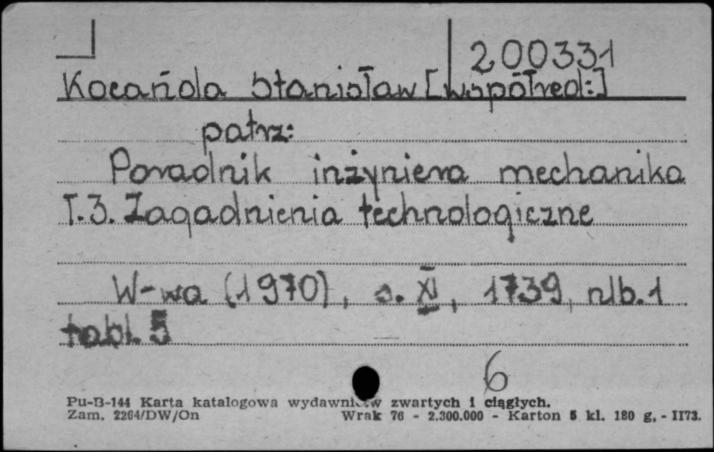 200331
Kocańda Stanisław [współred:]
patrz:
Poradnik inżyniera mechanika
T.3. Zagadnienia technologiczne
W-wa (1970), s. XI, 1739, nlb.1
tabl. 5
6
Pu-B-144 Karta katalogowa wydawnictw zwartych i ciągłych.
Zam. 2264/DW/On Wrak 76 - 2.300.000 - Karton 5 kl. 180 g. - II73.